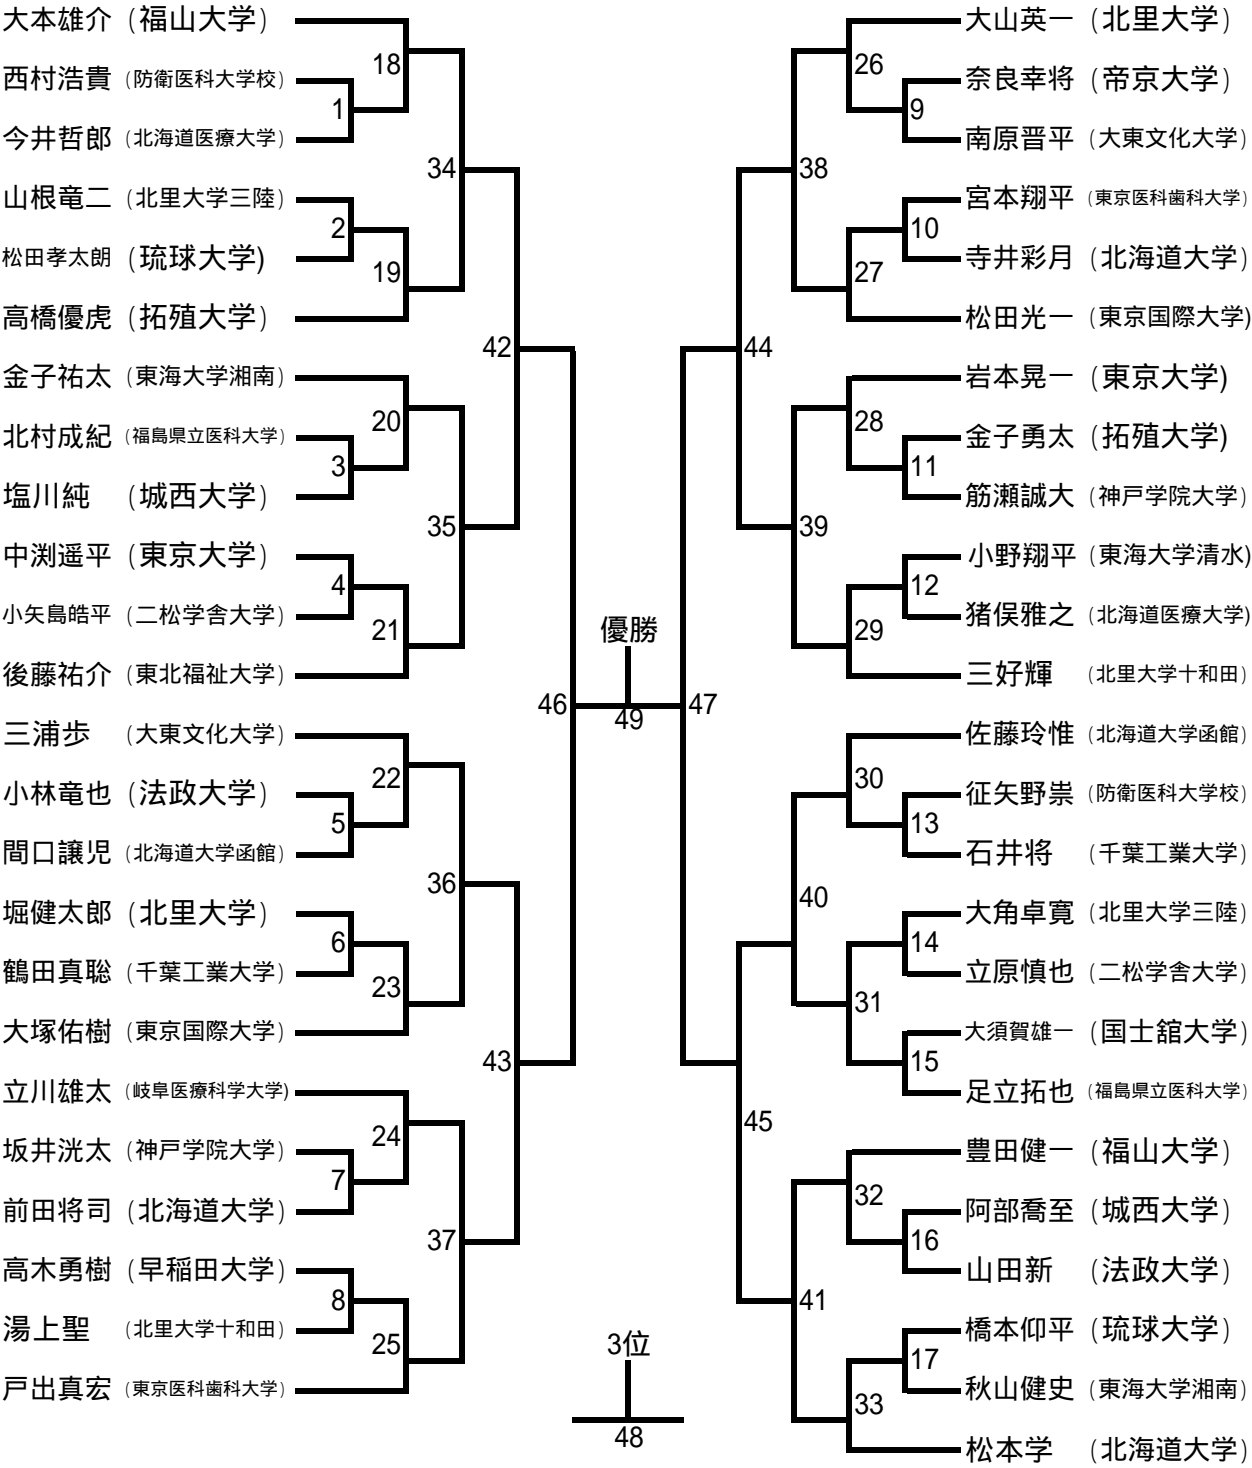 大本雄介 (福山大学)
西村浩貴 (防衛医科大学校)
今井哲郎 (北海道医療大学)
山根竜二 (北里大学三陸)
松田孝太朗 (琉球大学)
高橋優虎 (拓殖大学)
金子祐太 (東海大学湘南)
北村成紀 (福島県立医科大学)
塩川純 (城西大学)
中渕遥平 (東京大学)
小矢島皓平 (二松学舎大学)
後藤祐介 (東北福祉大学)
三浦歩 (大東文化大学)
小林竜也 (法政大学)
間口譲児 (北海道大学函館)
堀健太郎 (北里大学)
鶴田真聡 (千葉工業大学)
大塚佑樹 (東京国際大学)
立川雄太 (岐阜医療科学大学)
坂井洸太 (神戸学院大学)
前田将司 (北海道大学)
高木勇樹 (早稲田大学)
湯上聖 (北里大学十和田)
戸出真宏 (東京医科歯科大学)
1
2
3
4
5
6
7
8
18
19
20
21
22
23
24
25
34
35
36
37
42
43
46
優勝
49
3位
48
47
44
45
38
39
40
41
26
27
28
29
30
31
32
33
9
10
11
12
13
14
15
16
17
大山英一 (北里大学)
奈良幸将 (帝京大学)
南原晋平 (大東文化大学)
宮本翔平 (東京医科歯科大学)
寺井彩月 (北海道大学)
松田光一 (東京国際大学)
岩本晃一 (東京大学)
金子勇太 (拓殖大学)
筋瀬誠大 (神戸学院大学)
小野翔平 (東海大学清水)
猪俣雅之 (北海道医療大学)
三好輝 (北里大学十和田)
佐藤玲惟 (北海道大学函館)
征矢野崇 (防衛医科大学校)
石井将 (千葉工業大学)
大角卓寛 (北里大学三陸)
立原慎也 (二松学舎大学)
大須賀雄一 (国士舘大学)
足立拓也 (福島県立医科大学)
豊田健一 (福山大学)
阿部喬至 (城西大学)
山田新 (法政大学)
橋本仰平 (琉球大学)
秋山健史 (東海大学湘南)
松本学 (北海道大学)